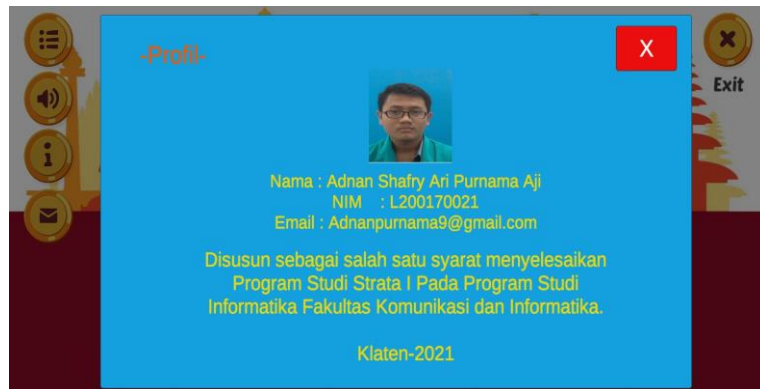 -Profil-
X
Exit
Nama : Adnan Shafry Ari Purnama Aji
NIM : L200170021
Email : Adnanpurnama9@gmail.com
Disusun sebagai salah satu syarat menyelesaikan
Program Studi Strata I Pada Program Studi
Informatika Fakultas Komunikasi dan Informatika.
Klaten-2021